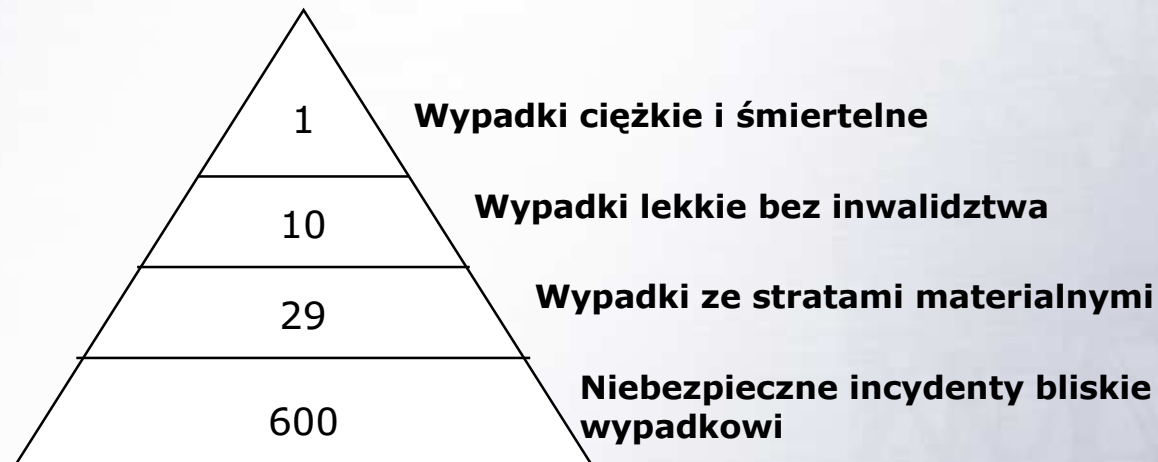 1
Wypadki ciężkie i śmiertelne
10
Wypadki lekkie bez inwalidztwa
29
Wypadki ze stratami materialnymi
600
Niebezpieczne incydenty bliskie
wypadkowi